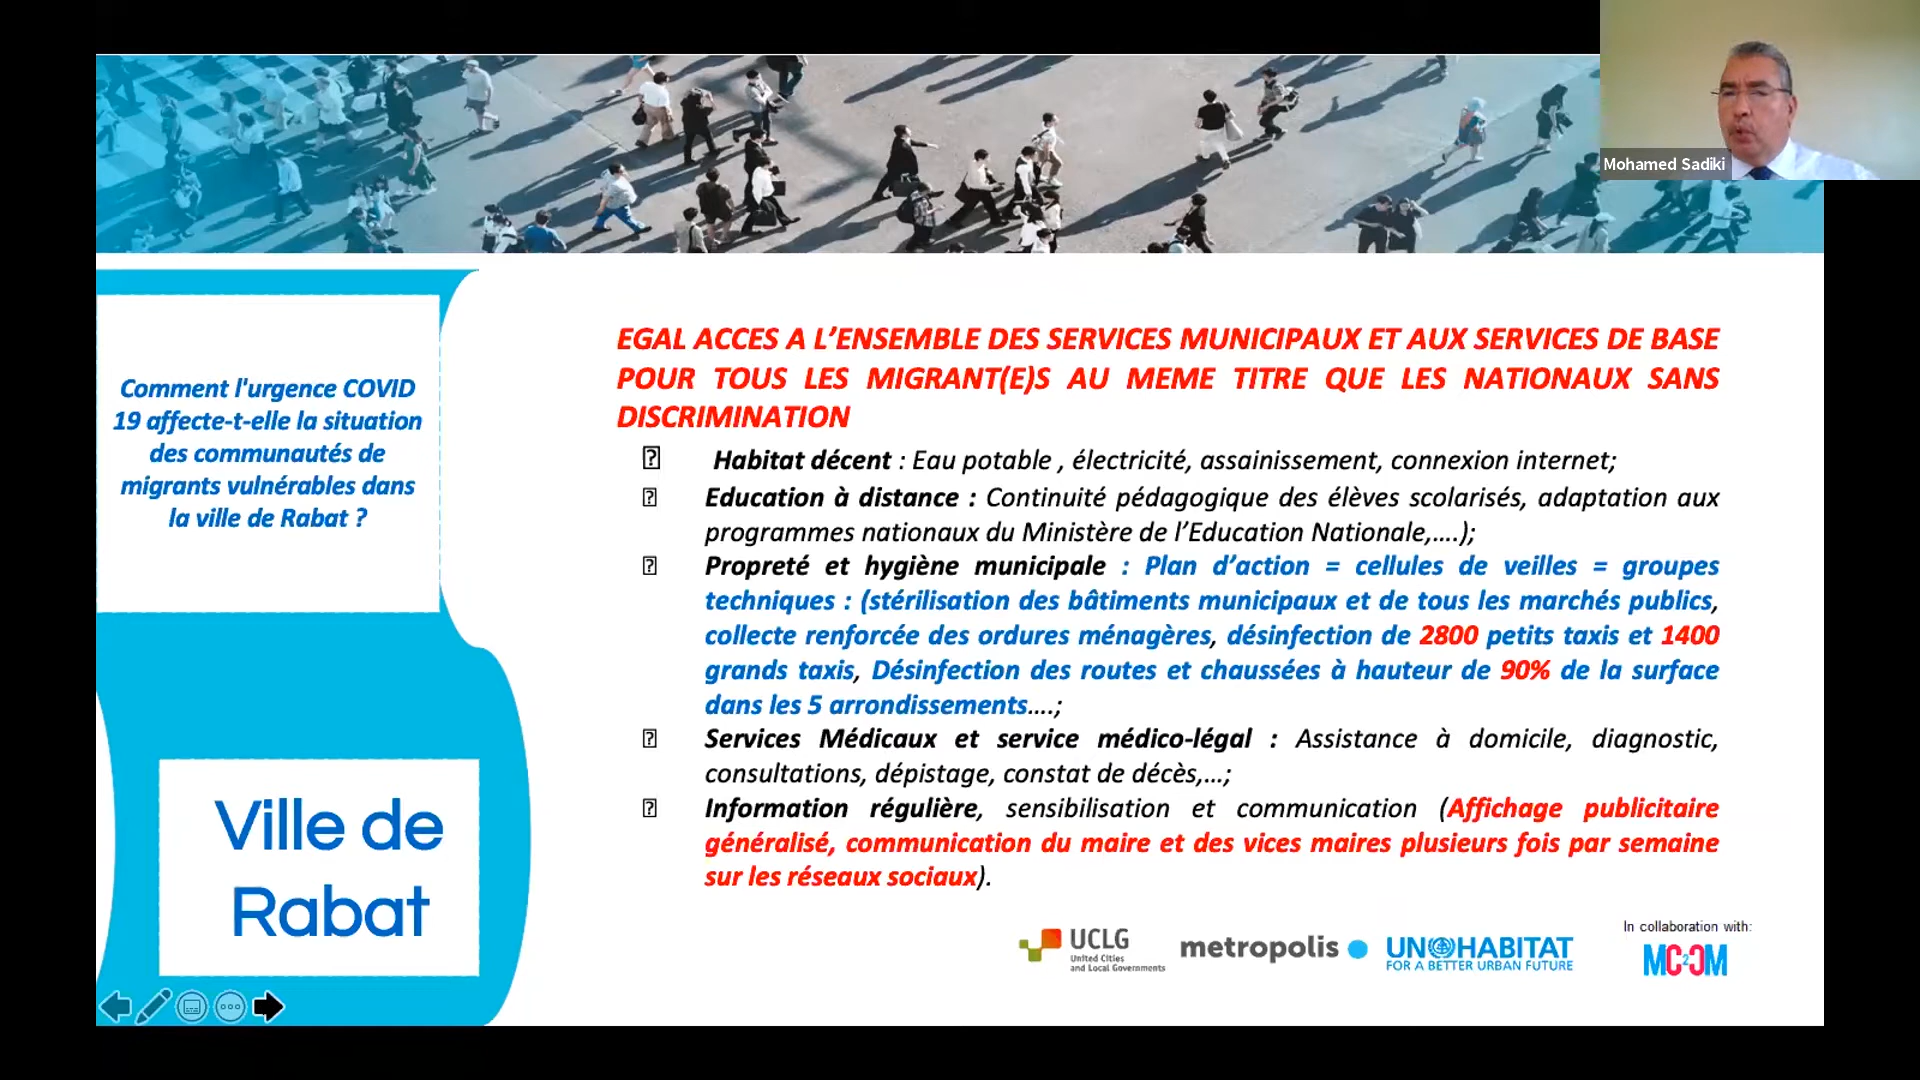 Mohamed Sadiki
Comment l'urgence COVID
19 affecte-t-elle la situation
des communautés de
migrants vulnérables dans
la ville de Rabat ?
Ville de
Rabat
EGAL ACCES A L’ENSEMBLE DES SERVICES MUNICIPAUX ET AUX SERVICES DE BASE
POUR TOUS LES MIGRANT(E)S AU MEME TITRE QUE LES NATIONAUX SANS
DISCRIMINATION
Habitat décent : Eau potable , électricité, assainissement, connexion internet;
Education à distance : Continuité pédagogique des élèves scolarisés, adaptation aux
programmes nationaux du Ministère de l’Education Nationale,….);
Propreté et hygiène municipale : Plan d’action = cellules de veilles = groupes
techniques : (stérilisation des bâtiments municipaux et de tous les marchés publics,
collecte renforcée des ordures ménagères, désinfection de 2800 petits taxis et 1400
grands taxis, Désinfection des routes et chaussées à hauteur de 90% de la surface
dans les 5 arrondissements….;
Services Médicaux et service médico-légal : Assistance à domicile, diagnostic,
consultations, dépistage, constat de décès,…;
Information régulière, sensibilisation et communication (Affichage publicitaire
généralisé, communication du maire et des vices maires plusieurs fois par semaine
sur les réseaux sociaux).
UCLG
United Cities
and Local Governments
metropolis
UN HABITAT
FOR A BETTER URBAN FUTURE
In collaboration with:
MC2CM